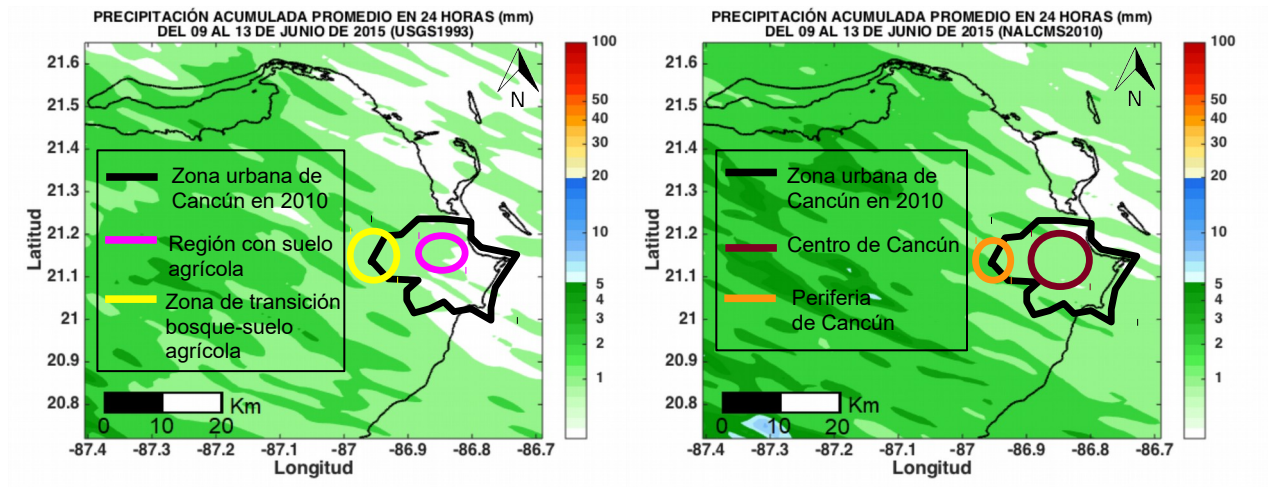 PRECIPITACIÓN ACUMULADA PROMEDIO EN 24 HORAS (mm)
DEL 09 AL 13 DE JUNIO DE 2015 (USGS1993)
21.6
21.5
21.4
21.3
21.2
21.1
21
20.9
20.8
Latitud
N
Zona urbana de
Cancún en 2010
Región con suelo
agrícola
Zona de transición
bosque-suelo
agrícola
Km
0 10 20
-87.4 -87.3 -87.2 -87.1 -87 -86.9 -86.8 -86.7
Longitud
100
50
40
30
20
10
5
4
3
2
1
PRECIPITACIÓN ACUMULADA PROMEDIO EN 24 HORAS (mm)
DEL 09 AL 13 DE JUNIO DE 2015 (NALCMS2010)
21.6
21.5
21.4
21.3
21.2
21.1
21
20.9
20.8
Latitud
N
Zona urbana de
Cancún en 2010
Centro de Cancún
Periferia
de Cancún
Km
0 10 20
-87.4 -87.3 -87.2 -87.1 -87 -86.9 -86.8 -86.7
Longitud
100
50
40
30
20
10
5
4
3
2
1